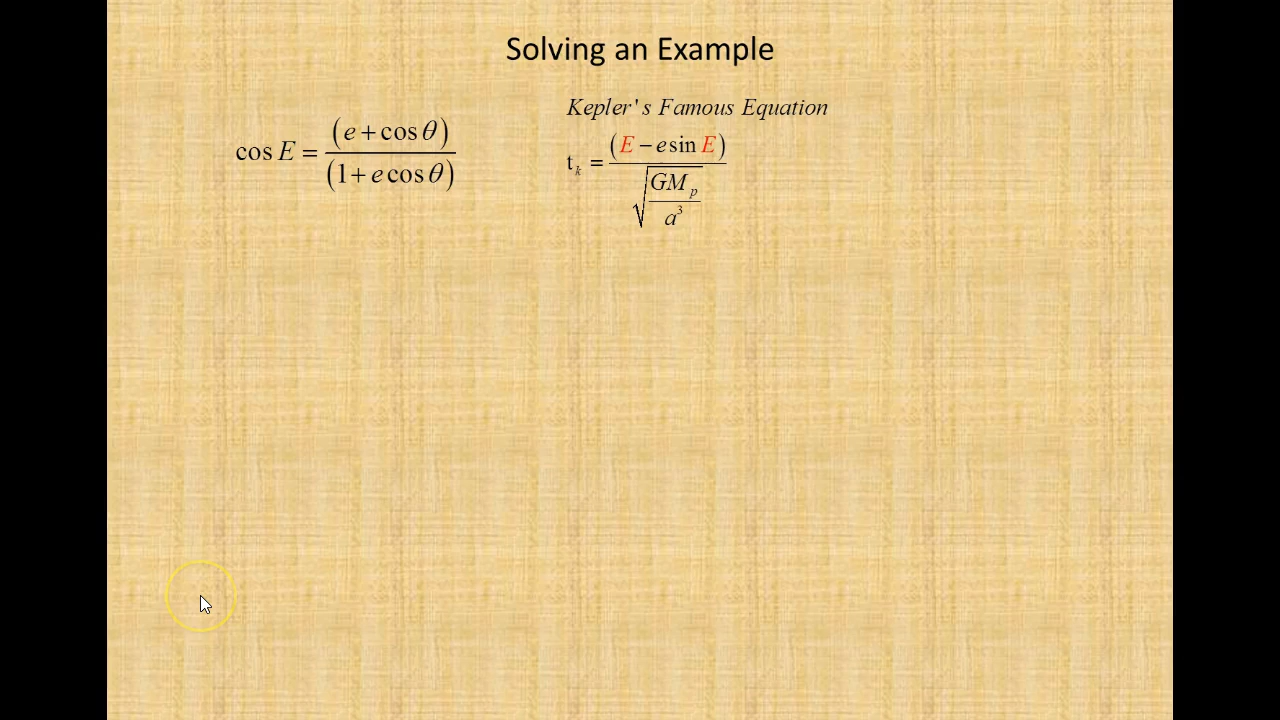 Solving an Example
Kepler's Famous Equation
cos E = (e + cos θ) / (1 + e cos θ)
t_k = (E − e sin E) / √(GM_p / a³)